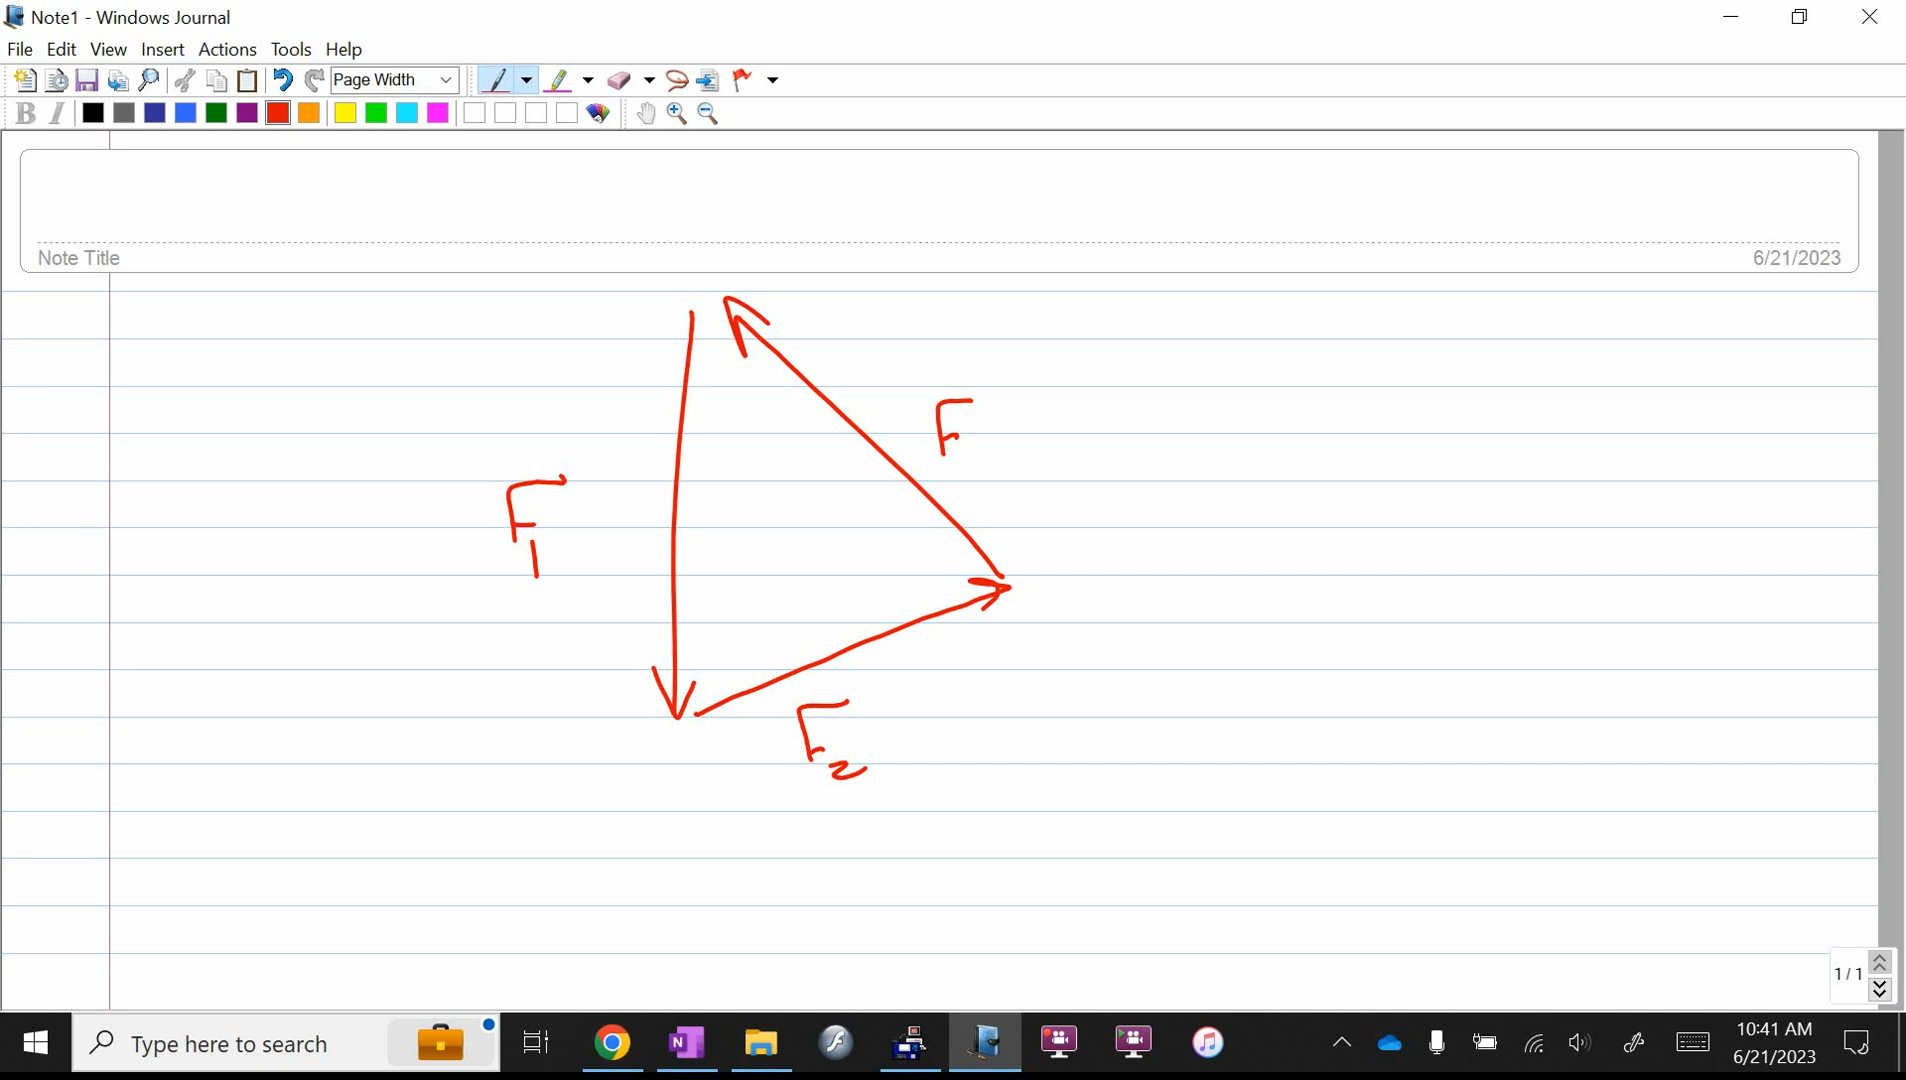 Note1 - Windows Journal
File Edit View Insert Actions Tools Help
Page Width
B I
Note Title 6/21/2023
F
F1
F2
1 / 1
Type here to search
N
10:41 AM
6/21/2023